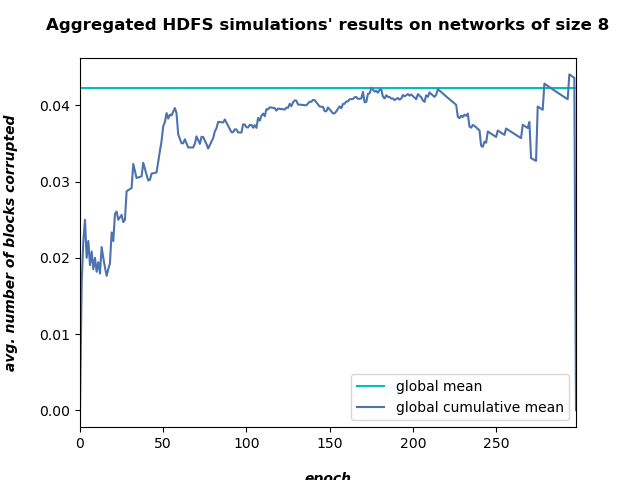 Aggregated HDFS simulations' results on networks of size 8
avg. number of blocks corrupted
0.04
0.03
0.02
0.01
0.00
0 50 100 150 200 250
global mean
global cumulative mean
epoch